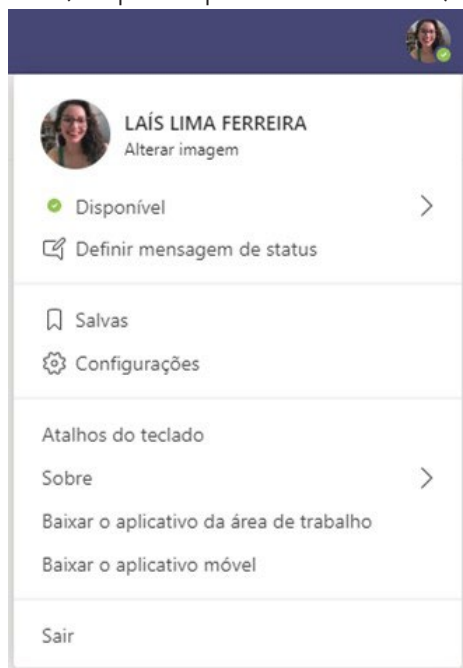 LAÍS LIMA FERREIRA
Alterar imagem
Disponível
Definir mensagem de status
Salvas
Configurações
Atalhos do teclado
Sobre
Baixar o aplicativo da área de trabalho
Baixar o aplicativo móvel
Sair